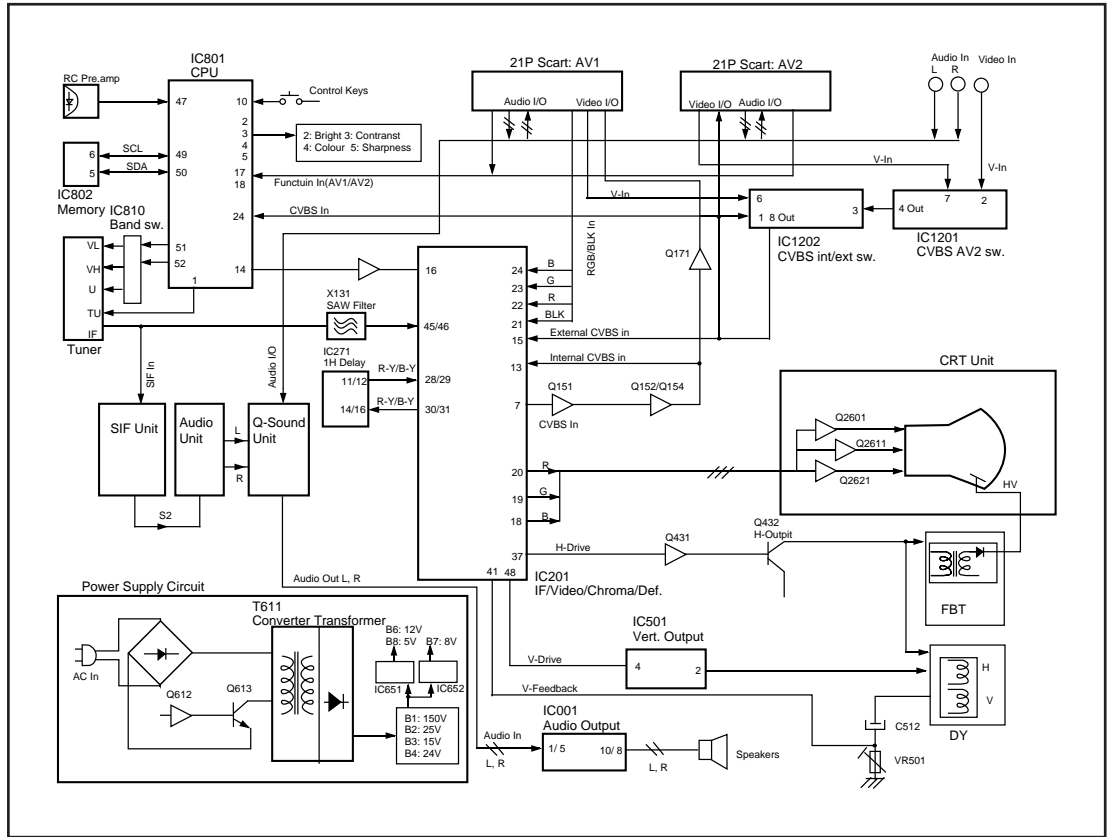 IC801
CPU
RC Pre.amp
47
10
Control Keys
2
3
4
5
2: Bright 3: Contranst
4: Colour 5: Sharpness
6
SCL
49
5
SDA
50
17
18
Functuin In(AV1/AV2)
IC802
Memory
IC810
Band sw.
24
CVBS In
VL
VH
U
TU
IF
Tuner
51
52
1
14
21P Scart: AV1
Audio I/O
Video I/O
21P Scart: AV2
Video I/O
Audio I/O
Audio In
L
R
Video In
V-In
V-In
V-In
6
1
8 Out
3
IC1202
CVBS int/ext sw.
4 Out
7
2
IC1201
CVBS AV2 sw.
RGB/BLK In
Q171
X131
SAW Filter
16
45/46
IC271
1H Delay
11/12
R-Y/B-Y
28/29
14/16
R-Y/B-Y
30/31
24
B
23
G
22
R
21
BLK
15
External CVBS in
13
Internal CVBS in
7
Q151
Q152/Q154
CVBS In
SIF In
Audio I/O
SIF Unit
Audio
Unit
L
R
Q-Sound
Unit
S2
20
R
19
G
18
B
37
H-Drive
Q431
Q432
H-Outpit
41
48
IC201
IF/Video/Chroma/Def.
CRT Unit
Q2601
Q2611
Q2621
HV
FBT
Audio Out L, R
Power Supply Circuit
T611
Converter Transformer
AC In
Q612
Q613
B6: 12V
B8: 5V
B7: 8V
IC651
IC652
B1: 150V
B2: 25V
B3: 15V
B4: 24V
IC501
Vert. Output
V-Drive
4
2
V-Feedback
H
V
DY
C512
VR501
IC001
Audio Output
Audio In
L, R
1/ 5
10/ 8
L, R
Speakers